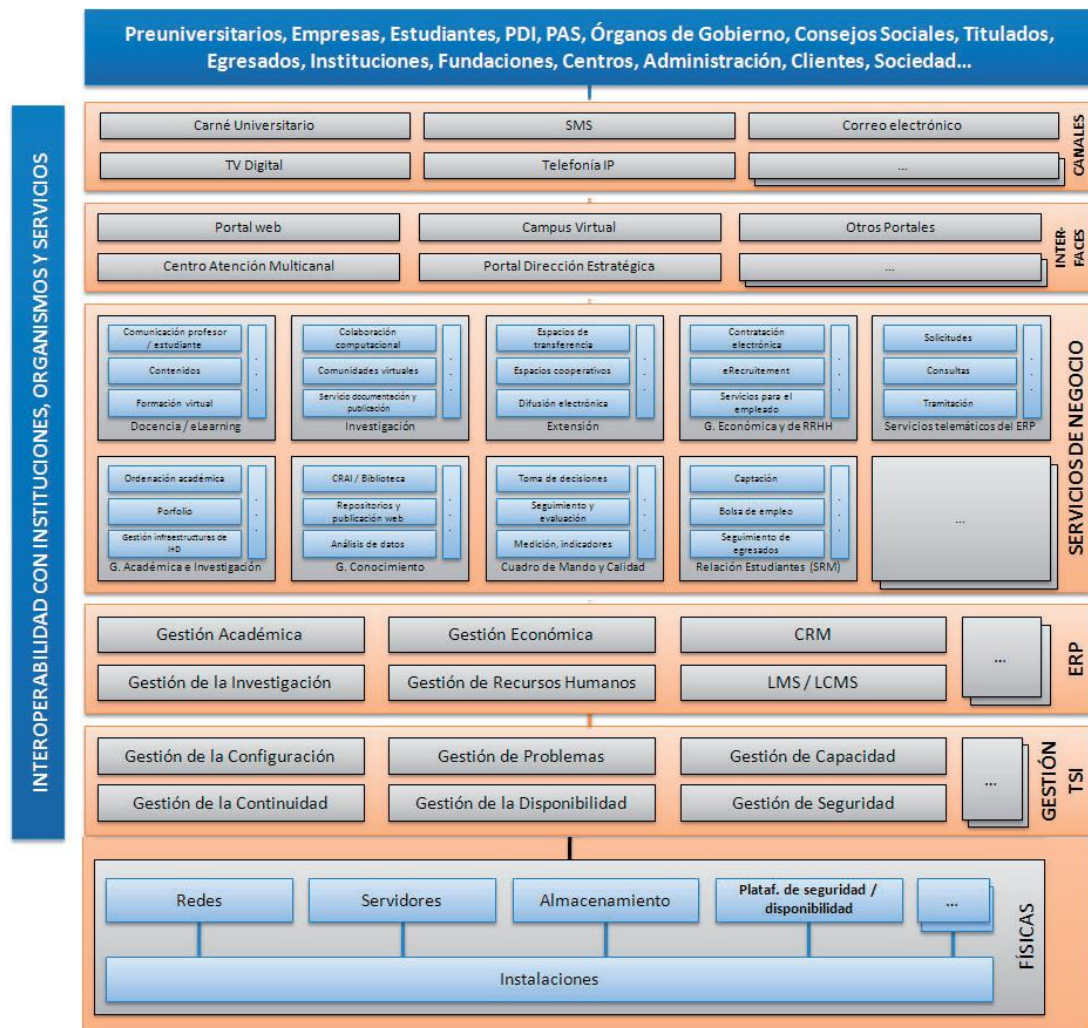 Preuniversitarios, Empresas, Estudiantes, PDI, PAS, Órganos de Gobierno, Consejos Sociales, Titulados,
Egresados, Instituciones, Fundaciones, Centros, Administración, Clientes, Sociedad...
INTEROPERABILIDAD CON INSTITUCIONES, ORGANISMOS Y SERVICIOS
Carné Universitario
SMS
Correo electrónico
TV Digital
Telefonía IP
...
CANALES
Portal web
Campus Virtual
Otros Portales
Centro Atención Multicanal
Portal Dirección Estratégica
...
INTER-
FACES
Comunicación profesor
/ estudiante
Contenidos
Formación virtual
...
Docencia / eLearning
Colaboración
computacional
Comunidades virtuales
Servicio documentación y
publicación
...
Investigación
Espacios de
transferencia
Espacios cooperativos
Difusión electrónica
...
Extensión
Contratación
electrónica
eRecruitement
Servicios para el
empleado
...
G. Económica y de RRHH
Solicitudes
Consultas
Tramitación
...
Servicios telemáticos del ERP
Ordenación académica
Porfolio
Gestión infraestructuras de
I+D
...
G. Académica e Investigación
CRAI / Biblioteca
Repositorios y
publicación web
Análisis de datos
...
G. Conocimiento
Toma de decisiones
Seguimiento y
evaluación
Medición, indicadores
...
Cuadro de Mando y Calidad
Captación
Bolsa de empleo
Seguimiento de
egresados
...
Relación Estudiantes (SRM)
...
SERVICIOS DE NEGOCIO
Gestión Académica
Gestión Económica
CRM
Gestión de la Investigación
Gestión de Recursos Humanos
LMS / LCMS
...
ERP
Gestión de la Configuración
Gestión de Problemas
Gestión de Capacidad
Gestión de la Continuidad
Gestión de la Disponibilidad
Gestión de Seguridad
...
GESTIÓN
TSI
Redes
Servidores
Almacenamiento
Plataf. de seguridad /
disponibilidad
...
Instalaciones
FÍSICAS